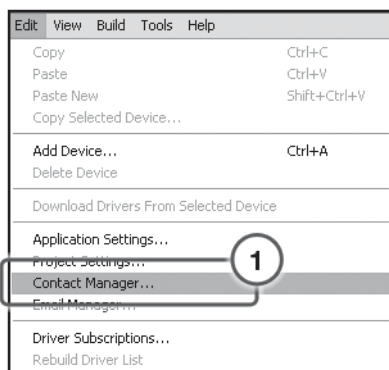 Edit View Build Tools Help
Copy Ctrl+C
Paste Ctrl+V
Paste New Shift+Ctrl+V
Copy Selected Device...
Add Device... Ctrl+A
Delete Device
Download Drivers From Selected Device
Application Settings...
Project Settings...
1
Contact Manager...
Email Manager...
Driver Subscriptions...
Rebuild Driver List